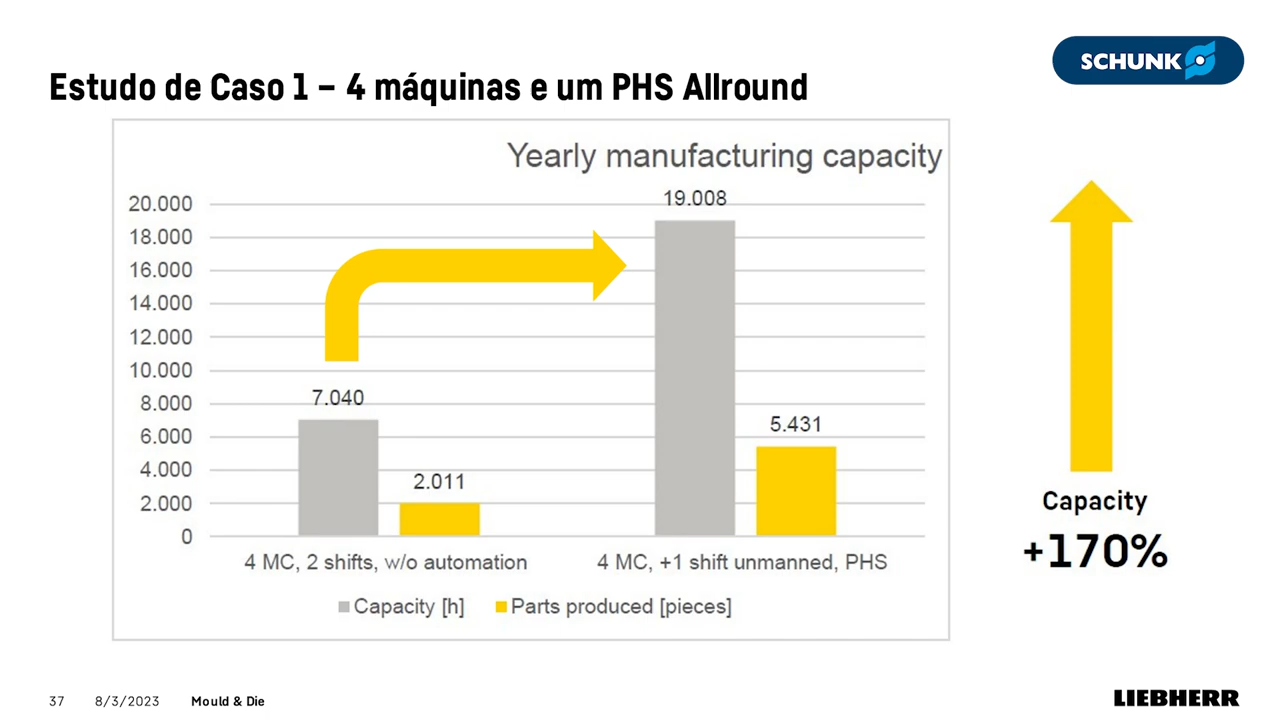 SCHUNK
Estudo de Caso 1 – 4 máquinas e um PHS Allround
Yearly manufacturing capacity
20.000
18.000
16.000
14.000
12.000
10.000
8.000
6.000
4.000
2.000
0
7.040
2.011
19.008
5.431
4 MC, 2 shifts, w/o automation
4 MC, +1 shift unmanned, PHS
Capacity [h]
Parts produced [pieces]
Capacity
+170%
37
8/3/2023
Mould & Die
LIEBHERR